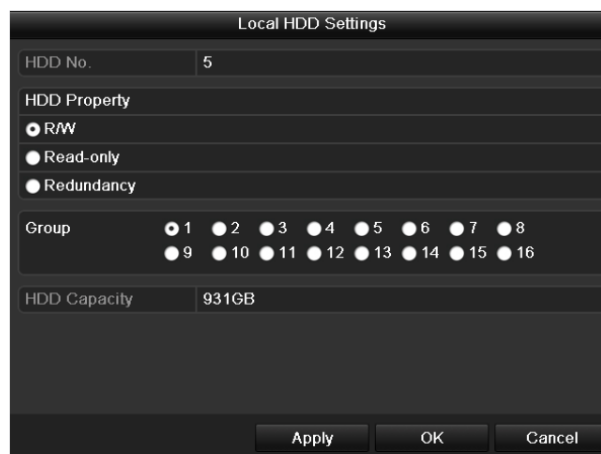 Local HDD Settings
HDD No. 5
HDD Property
R/W
Read-only
Redundancy
Group 1 2 3 4 5 6 7 8
9 10 11 12 13 14 15 16
HDD Capacity 931GB
Apply OK Cancel